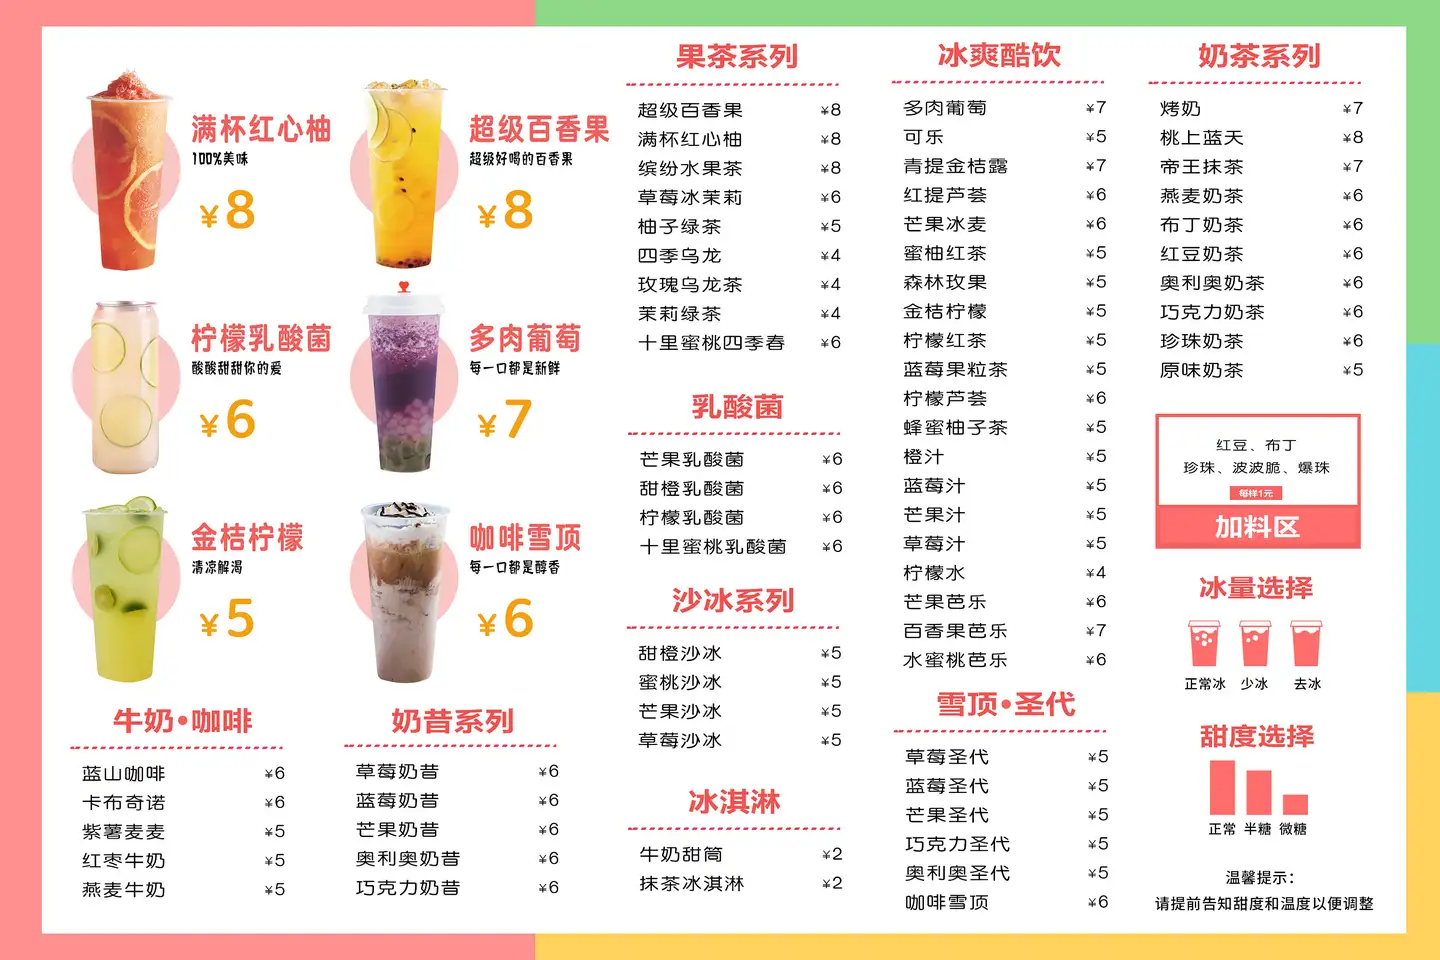 满杯红心柚
100%美味
¥8
超级百香果
超级好喝的百香果
¥8
柠檬乳酸菌
酸酸甜甜你的爱
¥6
多肉葡萄
每一口都是新鲜
¥7
金桔柠檬
清凉解渴
¥5
咖啡雪顶
每一口都是醇香
¥6
牛奶•咖啡
蓝山咖啡 ¥6
卡布奇诺 ¥6
紫薯麦麦 ¥5
红枣牛奶 ¥5
燕麦牛奶 ¥5
奶昔系列
草莓奶昔 ¥6
蓝莓奶昔 ¥6
芒果奶昔 ¥6
奥利奥奶昔 ¥6
巧克力奶昔 ¥6
果茶系列
超级百香果 ¥8
满杯红心柚 ¥8
缤纷水果茶 ¥8
草莓冰茉莉 ¥6
柚子绿茶 ¥5
四季乌龙 ¥4
玫瑰乌龙茶 ¥4
茉莉绿茶 ¥4
十里蜜桃四季春 ¥6
乳酸菌
芒果乳酸菌 ¥6
甜橙乳酸菌 ¥6
柠檬乳酸菌 ¥6
十里蜜桃乳酸菌 ¥6
沙冰系列
甜橙沙冰 ¥5
蜜桃沙冰 ¥5
芒果沙冰 ¥5
草莓沙冰 ¥5
冰淇淋
牛奶甜筒 ¥2
抹茶冰淇淋 ¥2
冰爽酷饮
多肉葡萄 ¥7
可乐 ¥5
青提金桔露 ¥7
红提芦荟 ¥6
芒果冰麦 ¥6
蜜柚红茶 ¥5
森林玫果 ¥5
金桔柠檬 ¥5
柠檬红茶 ¥5
蓝莓果粒茶 ¥5
柠檬芦荟 ¥6
蜂蜜柚子茶 ¥5
橙汁 ¥5
蓝莓汁 ¥5
芒果汁 ¥5
草莓汁 ¥5
柠檬水 ¥4
芒果芭乐 ¥6
百香果芭乐 ¥7
水蜜桃芭乐 ¥6
雪顶•圣代
草莓圣代 ¥5
蓝莓圣代 ¥5
芒果圣代 ¥5
巧克力圣代 ¥5
奥利奥圣代 ¥5
咖啡雪顶 ¥6
奶茶系列
烤奶 ¥7
桃上蓝天 ¥8
帝王抹茶 ¥7
燕麦奶茶 ¥6
布丁奶茶 ¥6
红豆奶茶 ¥6
奥利奥奶茶 ¥6
巧克力奶茶 ¥6
珍珠奶茶 ¥6
原味奶茶 ¥5
红豆、布丁
珍珠、波波脆、爆珠
每样1元
加料区
冰量选择
正常冰 少冰 去冰
甜度选择
正常 半糖 微糖
温馨提示：
请提前告知甜度和温度以便调整